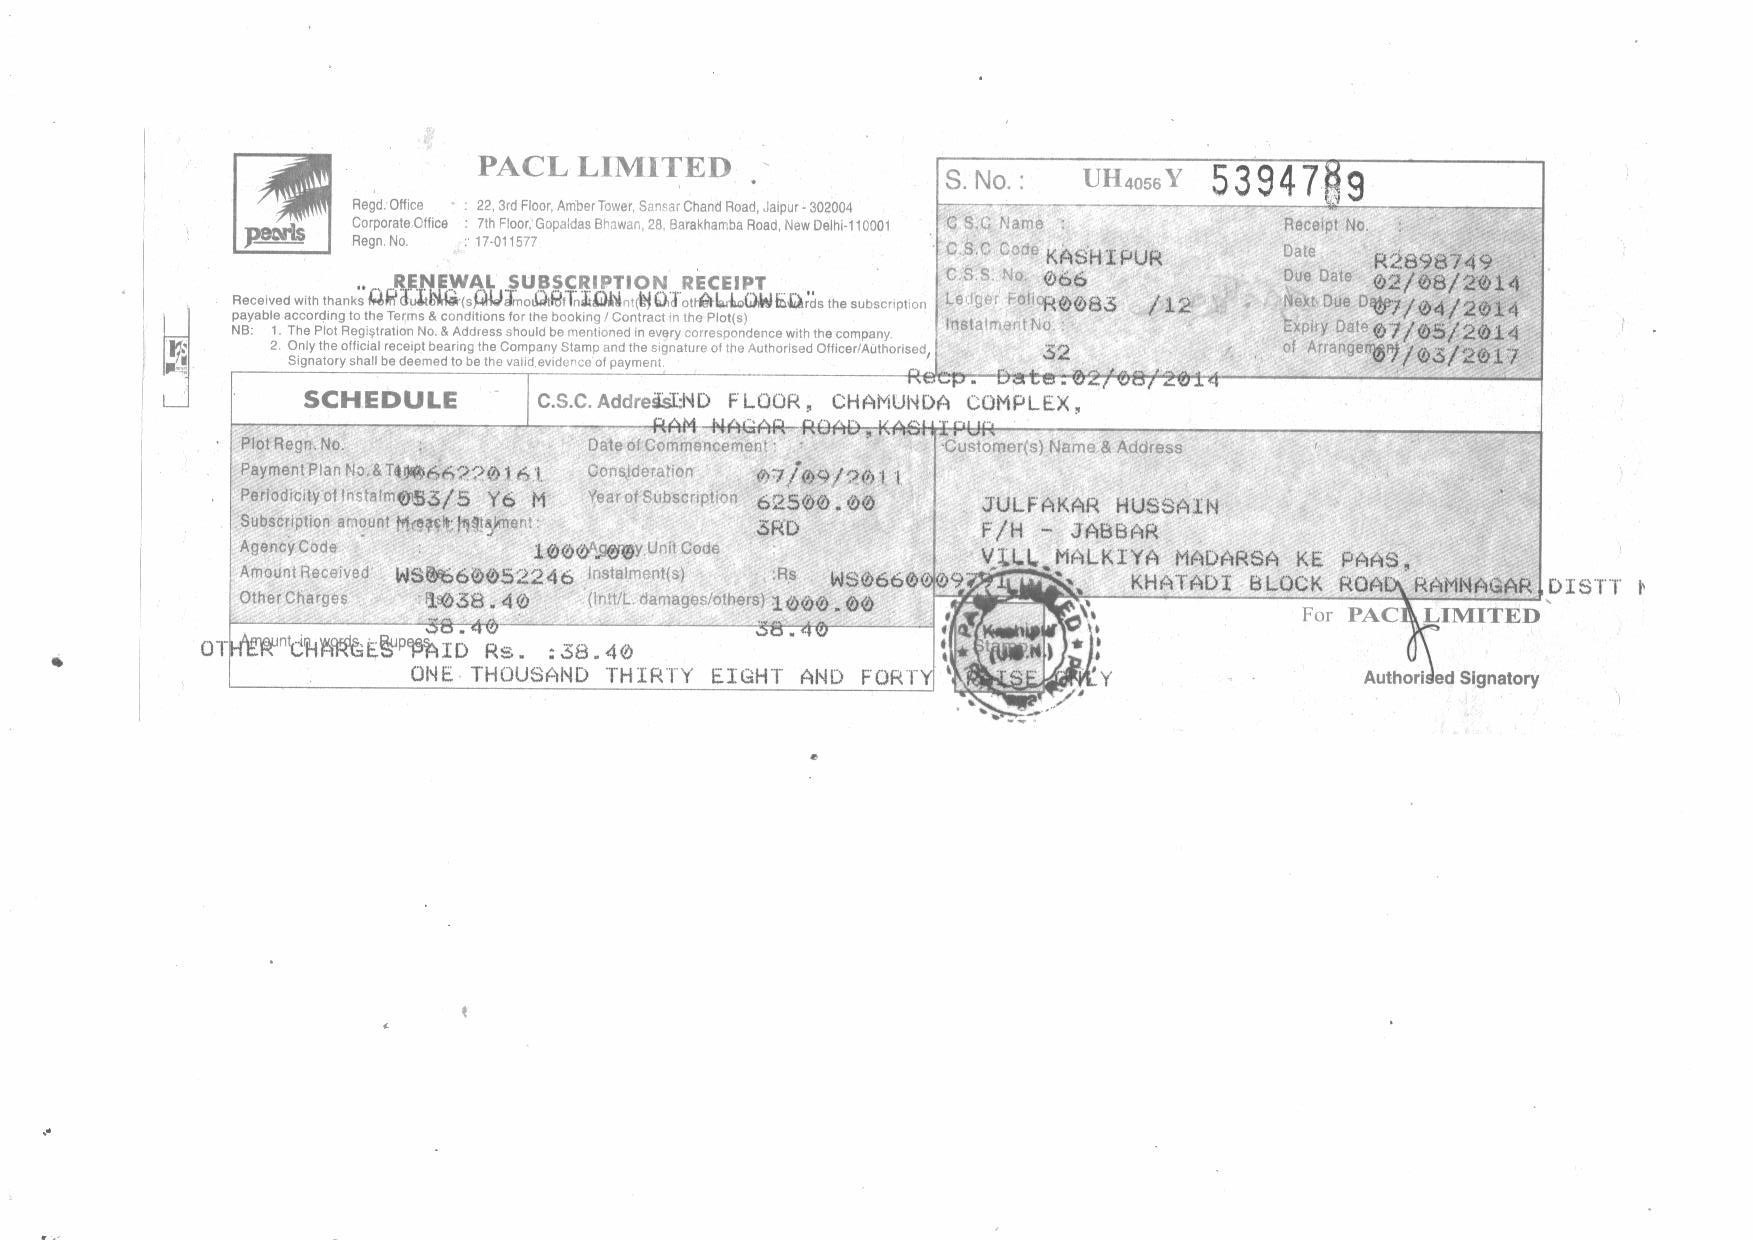 PACL LIMITED
pearls
Regd. Office : 22, 3rd Floor, Amber Tower, Sansar Chand Road, Jaipur - 302004
Corporate Office : 7th Floor, Gopaldas Bhawan, 28, Barakhamba Road, New Delhi-110001
Regn. No. : 17-011577
S. No. : UH 4056 Y 5394789
RENEWAL SUBSCRIPTION RECEIPT
"OPTING OUT OPTION NOT ALLOWED"
Received with thanks from Customer(s) the amount of Instalment(s) and other amounts towards the subscription
payable according to the Terms & conditions for the booking / Contract in the Plot(s)
NB: 1. The Plot Registration No. & Address should be mentioned in every correspondence with the company.
2. Only the official receipt bearing the Company Stamp and the signature of the Authorised Officer/Authorised,
Signatory shall be deemed to be the valid evidence of payment.
C.S.C Name :
C.S.C Code KASHIPUR
C.S.S. No. 066
Ledger Folio R0083 /12
Instalment No. :
32
Receipt No. :
Date R2898749
Due Date 02/08/2014
Next Due Date 07/04/2014
Expiry Date 07/05/2014
of Arrangement 07/03/2017
Recp. Date:02/08/2014
SCHEDULE
C.S.C. Address: IIND FLOOR, CHAMUNDA COMPLEX,
RAM NAGAR ROAD,KASHIPUR
Plot Regn. No. : Date of Commencement :
Payment Plan No. & Term 066220161 Consideration 07/09/2011
Periodicity of Instalment 053/5 Y6 M Year of Subscription 62500.00
Subscription amount of each Instalment : 3RD
Agency Code 1000.00 Agency Unit Code
Amount Received WS0660052246 Instalment(s) :Rs WS06600097
Other Charges 1038.40 (Intt/L. damages/others) 1000.00
38.40 38.40
Amount in words : Rupees
OTHER CHARGES PAID Rs. :38.40
ONE THOUSAND THIRTY EIGHT AND FORTY PAISE ONLY
Customer(s) Name & Address
JULFAKAR HUSSAIN
F/H - JABBAR
VILL MALKIYA MADARSA KE PAAS,
KHATADI BLOCK ROAD, RAMNAGAR,DISTT
Kashipur
For PACL LIMITED
Authorised Signatory